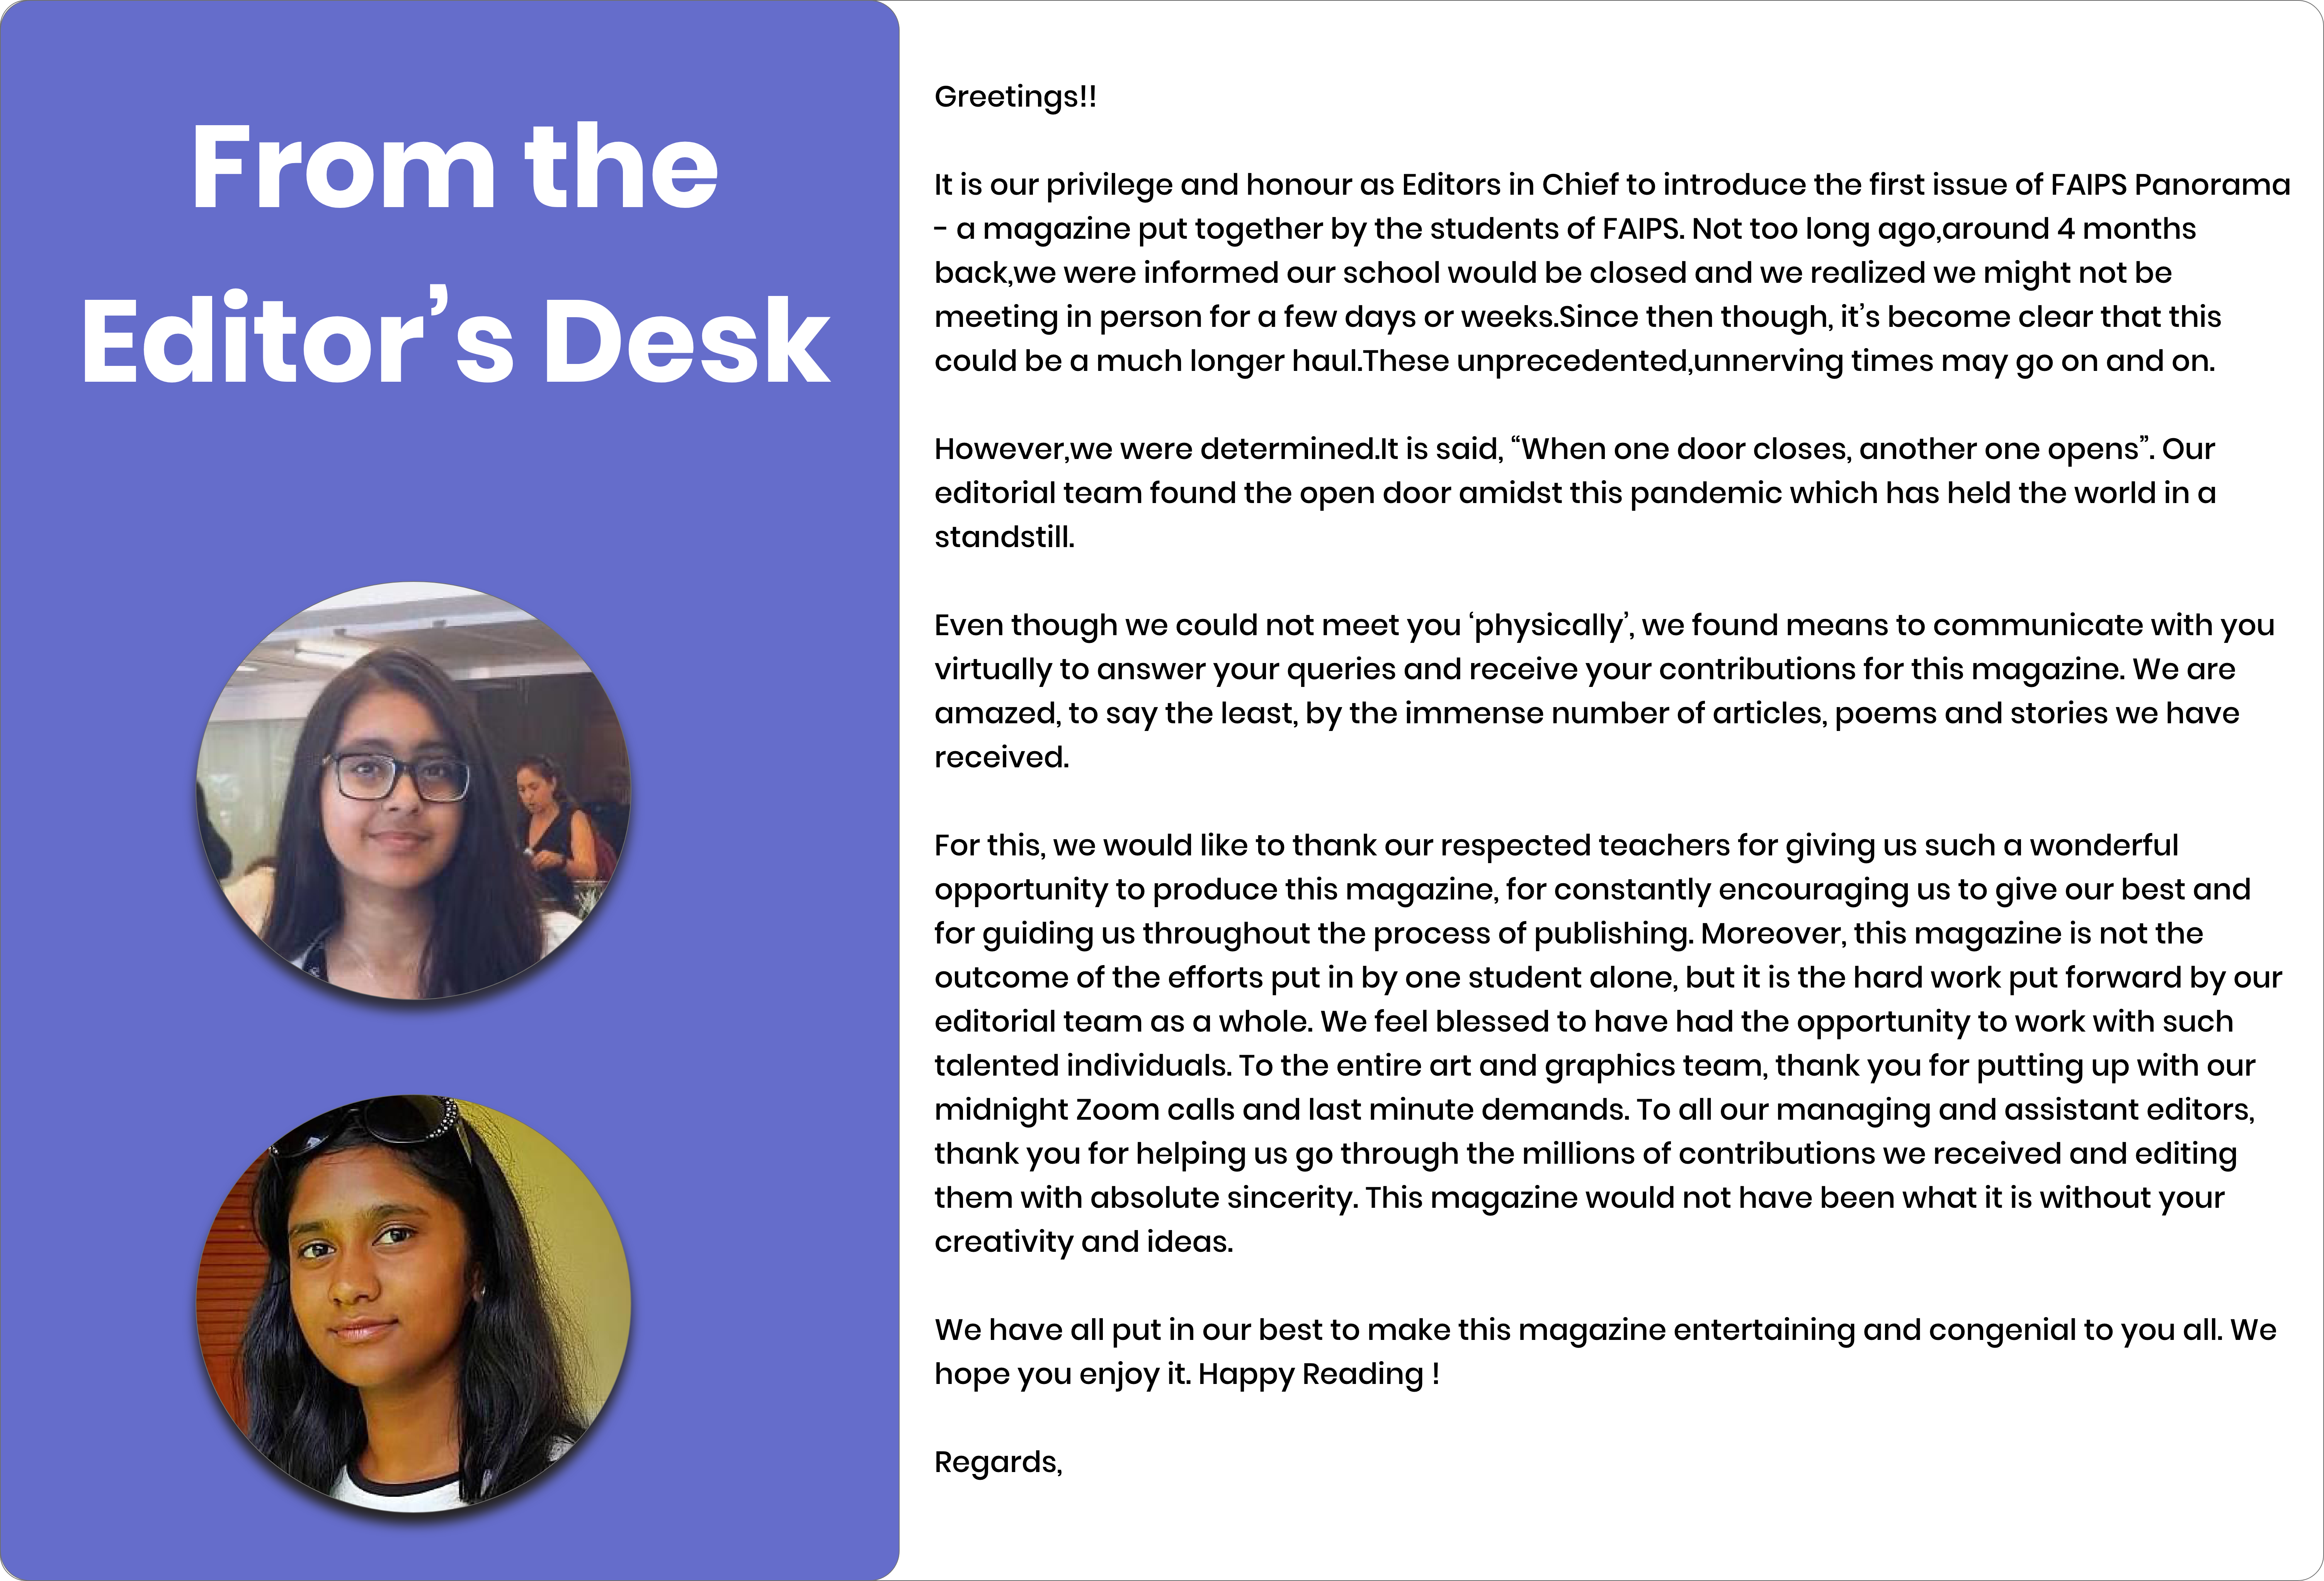 From the
Editor’s Desk
Greetings!!
It is our privilege and honour as Editors in Chief to introduce the first issue of FAIPS Panorama
- a magazine put together by the students of FAIPS. Not too long ago,around 4 months
back,we were informed our school would be closed and we realized we might not be
meeting in person for a few days or weeks.Since then though, it’s become clear that this
could be a much longer haul.These unprecedented,unnerving times may go on and on.
However,we were determined.It is said, “When one door closes, another one opens”. Our
editorial team found the open door amidst this pandemic which has held the world in a
standstill.
Even though we could not meet you ‘physically’, we found means to communicate with you
virtually to answer your queries and receive your contributions for this magazine. We are
amazed, to say the least, by the immense number of articles, poems and stories we have
received.
For this, we would like to thank our respected teachers for giving us such a wonderful
opportunity to produce this magazine, for constantly encouraging us to give our best and
for guiding us throughout the process of publishing. Moreover, this magazine is not the
outcome of the efforts put in by one student alone, but it is the hard work put forward by our
editorial team as a whole. We feel blessed to have had the opportunity to work with such
talented individuals. To the entire art and graphics team, thank you for putting up with our
midnight Zoom calls and last minute demands. To all our managing and assistant editors,
thank you for helping us go through the millions of contributions we received and editing
them with absolute sincerity. This magazine would not have been what it is without your
creativity and ideas.
We have all put in our best to make this magazine entertaining and congenial to you all. We
hope you enjoy it. Happy Reading !
Regards,